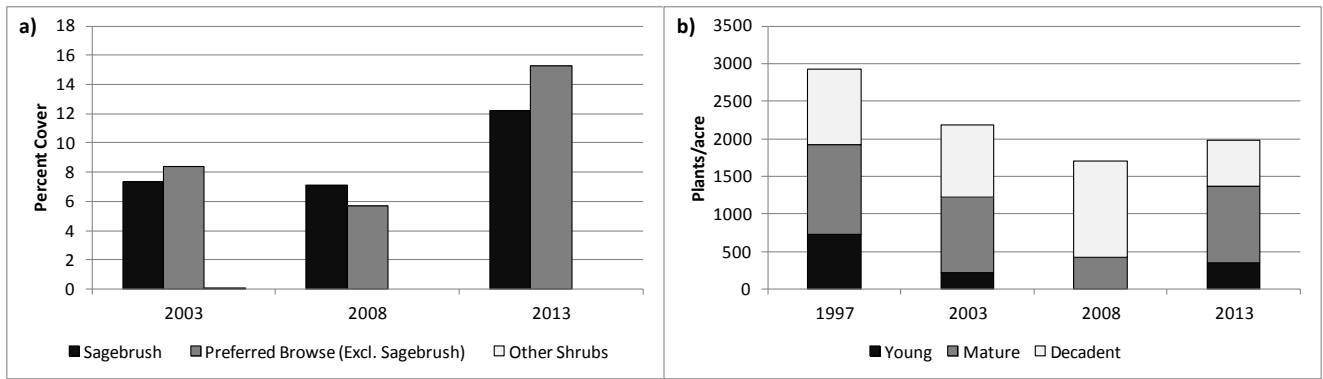 a)
Percent Cover
18
16
14
12
10
8
6
4
2
0
2003 2008 2013
Sagebrush Preferred Browse (Excl. Sagebrush) Other Shrubs
b)
Plants/acre
3500
3000
2500
2000
1500
1000
500
0
1997 2003 2008 2013
Young Mature Decadent